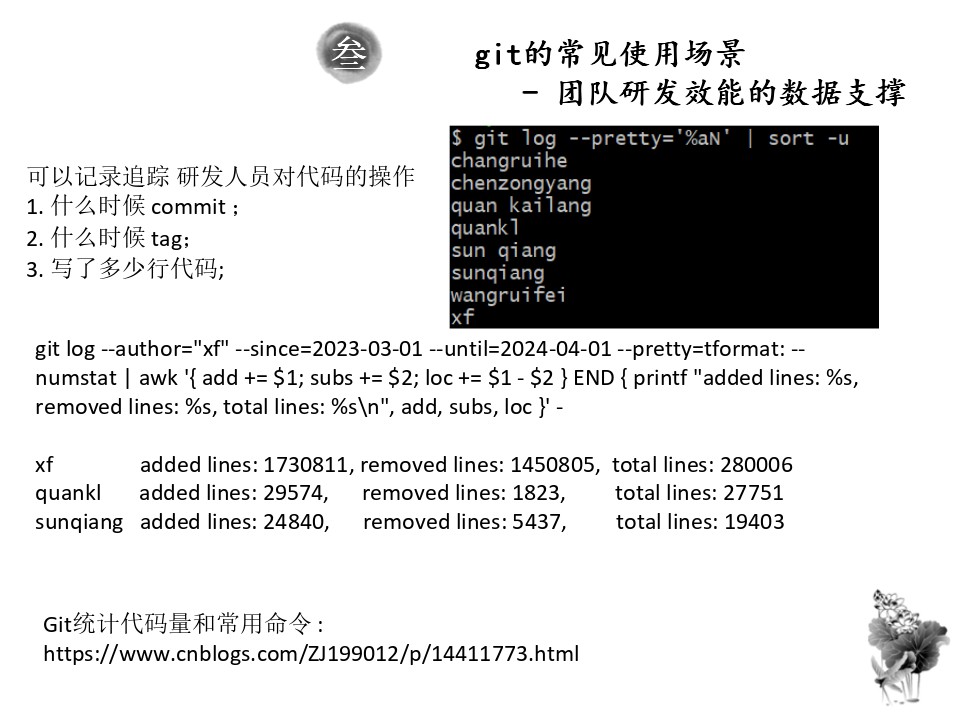 叁
git的常见使用场景
- 团队研发效能的数据支撑
$ git log --pretty='%aN' | sort -u
changruihe
chenzongyang
quan kailang
quankl
sun qiang
sunqiang
wangruifei
xf
可以记录追踪 研发人员对代码的操作
1. 什么时候 commit ;
2. 什么时候 tag;
3. 写了多少行代码;
git log --author="xf" --since=2023-03-01 --until=2024-04-01 --pretty=tformat: --
numstat | awk '{ add += $1; subs += $2; loc += $1 - $2 } END { printf "added lines: %s,
removed lines: %s, total lines: %s\n", add, subs, loc }' -
xf added lines: 1730811, removed lines: 1450805, total lines: 280006
quankl added lines: 29574, removed lines: 1823, total lines: 27751
sunqiang added lines: 24840, removed lines: 5437, total lines: 19403
Git统计代码量和常用命令 :
https://www.cnblogs.com/ZJ199012/p/14411773.html